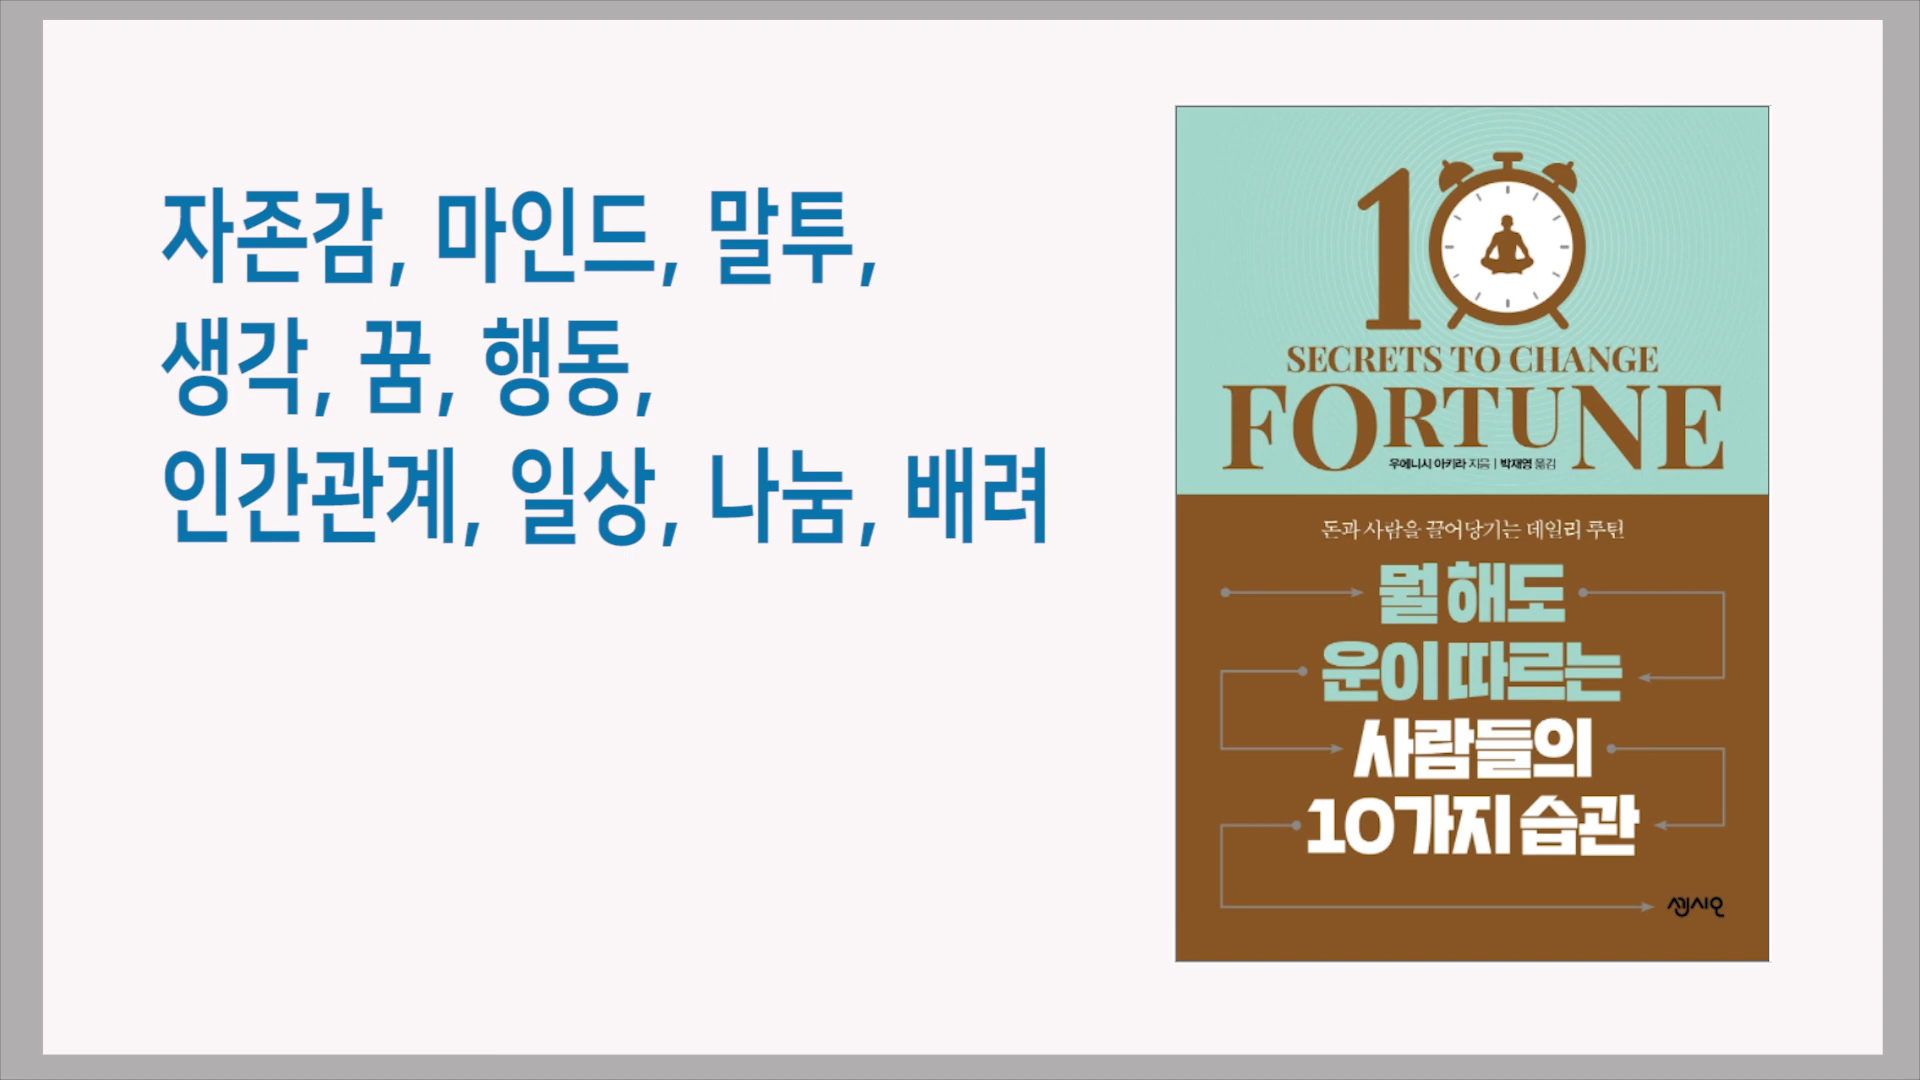 자존감, 마인드, 말투,
생각, 꿈, 행동,
인간관계, 일상, 나눔, 배려
10
SECRETS TO CHANGE
FORTUNE
우에니시 아키라 지음 | 박재영 옮김
돈과 사람을 끌어당기는 데일리 루틴
뭘 해도
운이 따르는
사람들의
10가지 습관
센시오